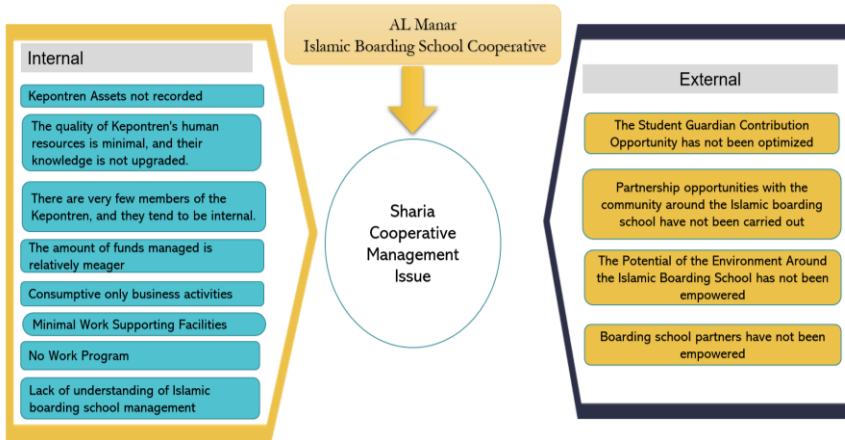 AL Manar
Islamic Boarding School Cooperative
Internal
Kepontren Assets not recorded
The quality of Kepontren's human
resources is minimal, and their
knowledge is not upgraded.
There are very few members of the
Kepontren, and they tend to be internal.
The amount of funds managed is
relatively meager
Consumptive only business activities
Minimal Work Supporting Facilities
No Work Program
Lack of understanding of Islamic
boarding school management
Sharia
Cooperative
Management
Issue
External
The Student Guardian Contribution
Opportunity has not been optimized
Partnership opportunities with the
community around the Islamic boarding
school have not been carried out
The Potential of the Environment Around
the Islamic Boarding School has not been
empowered
Boarding school partners have not been
empowered